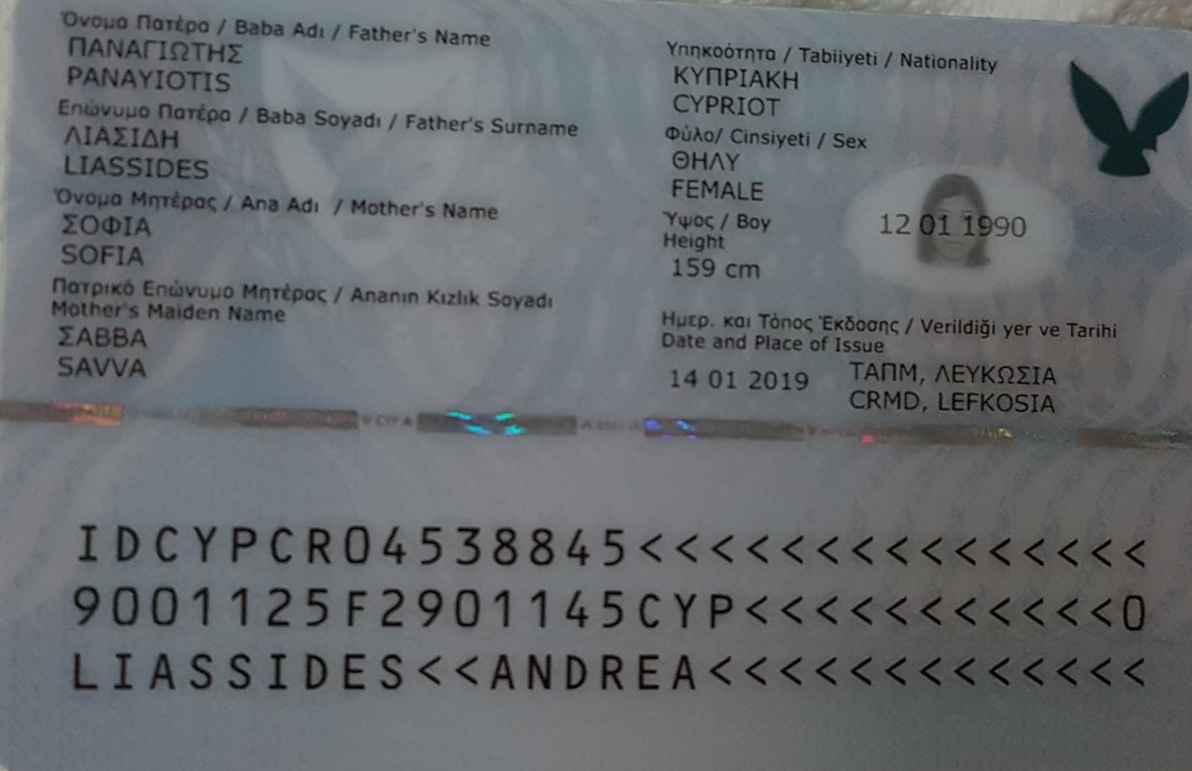 Όνομα Πατέρα / Baba Adı / Father's Name
ΠΑΝΑΓΙΩΤΗΣ
PANAYIOTIS
Επώνυμο Πατέρα / Baba Soyadı / Father's Surname
ΛΙΑΣΙΔΗ
LIASSIDES
Όνομα Μητέρας / Ana Adı / Mother's Name
ΣΟΦΙΑ
SOFIA
Πατρικό Επώνυμο Μητέρας / Ananın Kızlık Soyadı
Mother's Maiden Name
ΣΑΒΒΑ
SAVVA
Υπηκοότητα / Tabiiyeti / Nationality
ΚΥΠΡΙΑΚΗ
CYPRIOT
Φύλο/ Cinsiyeti / Sex
ΘΗΛΥ
FEMALE
Ύψος / Boy
Height
159 cm
12 01 1990
Ημερ. και Τόπος Έκδοσης / Verildiği yer ve Tarihi
Date and Place of Issue
14 01 2019
ΤΑΠΜ, ΛΕΥΚΩΣΙΑ
CRMD, LEFKOSIA
IDCYPCR04538845<<<<<<<<<<<<<<<
9001125F2901145CYP<<<<<<<<<<<0
LIASSIDES<<ANDREA<<<<<<<<<<<<<